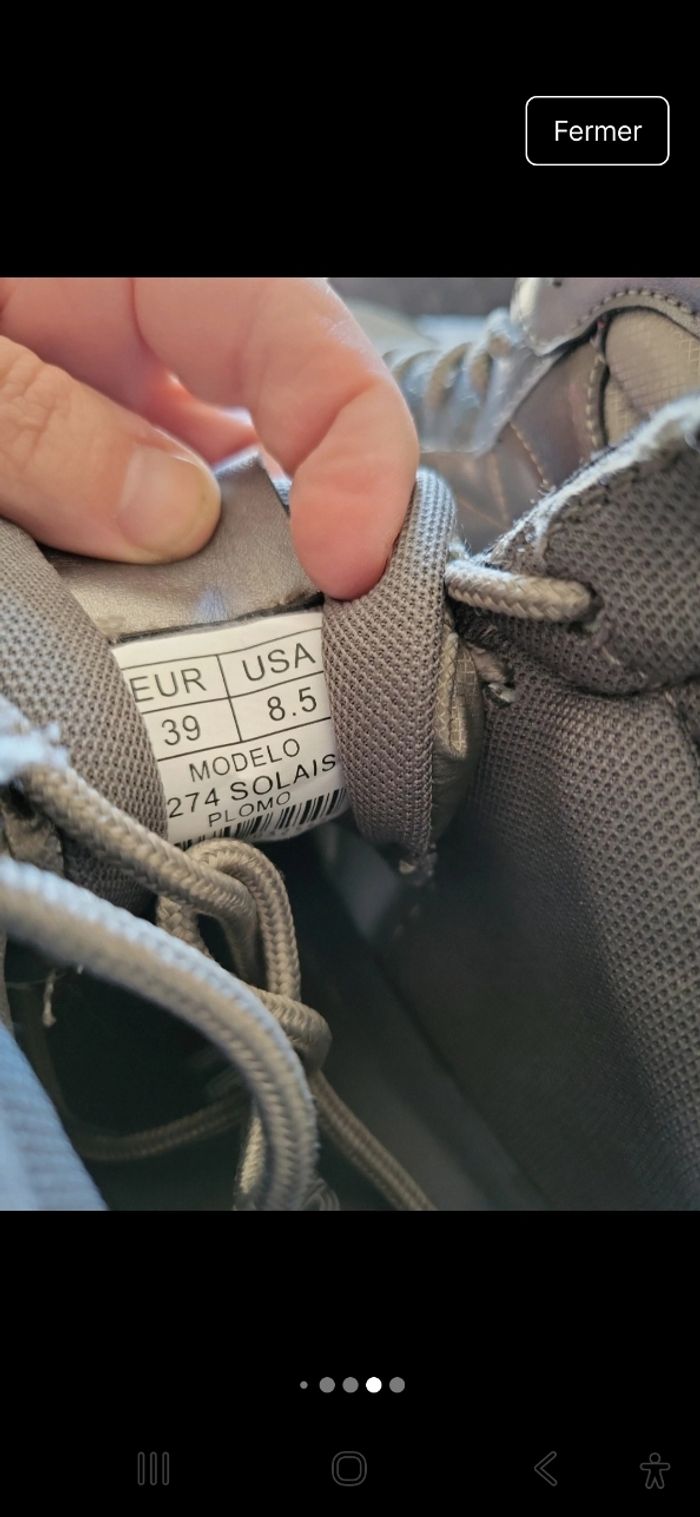 Fermer
EUR USA
39 8.5
MODELO
274 SOLAIS
PLOMO